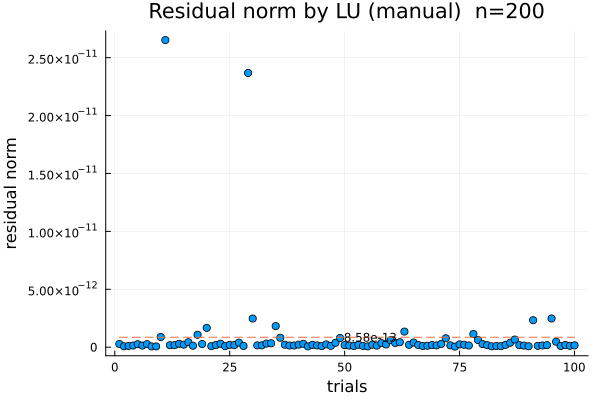 Residual norm by LU (manual) n=200
residual norm
2.50×10⁻¹¹
2.00×10⁻¹¹
1.50×10⁻¹¹
1.00×10⁻¹¹
5.00×10⁻¹²
0
8.58e-13
0 25 50 75 100
trials